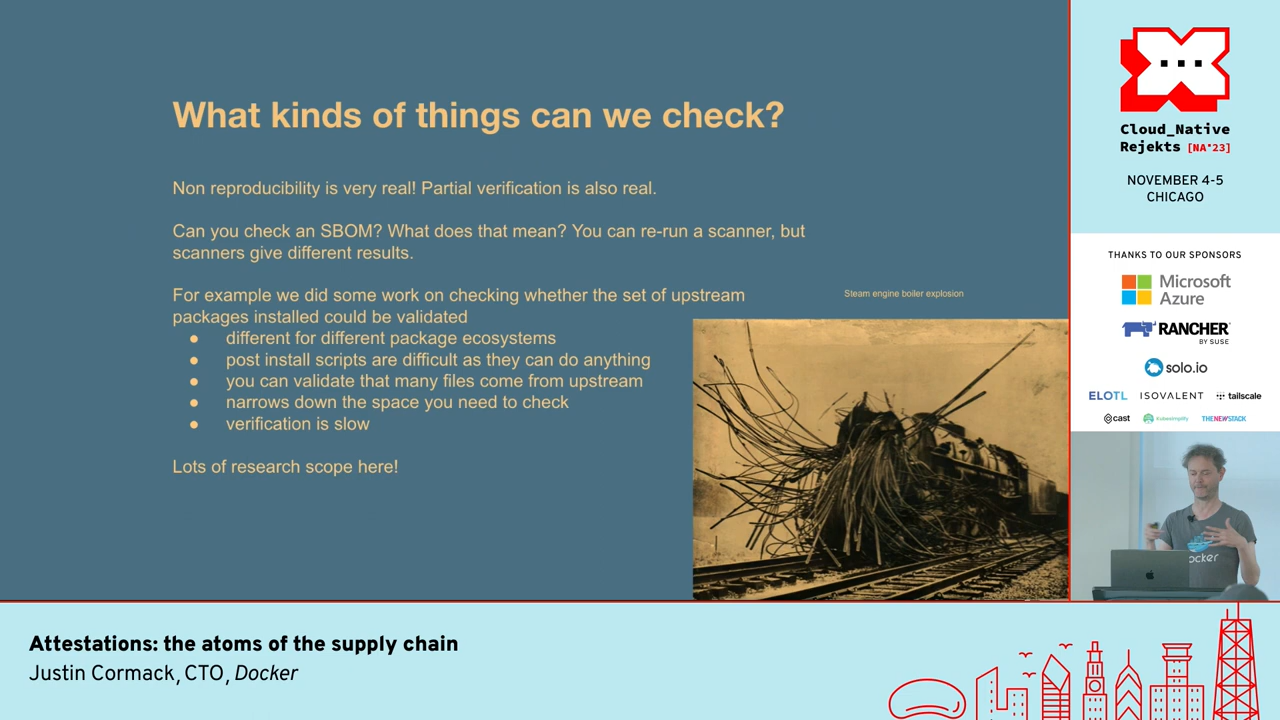 What kinds of things can we check?
Non reproducibility is very real! Partial verification is also real.
Can you check an SBOM? What does that mean? You can re-run a scanner, but
scanners give different results.
For example we did some work on checking whether the set of upstream
packages installed could be validated
● different for different package ecosystems
● post install scripts are difficult as they can do anything
● you can validate that many files come from upstream
● narrows down the space you need to check
● verification is slow
Lots of research scope here!
Steam engine boiler explosion
Cloud_Native
Rejekts [NA'23]
NOVEMBER 4-5
CHICAGO
THANKS TO OUR SPONSORS
Microsoft
Azure
RANCHER
BY SUSE
solo.io
ELOTL ISOVALENT tailscale
cast kubesimplify THENEWSTACK
docker
Attestations: the atoms of the supply chain
Justin Cormack, CTO, Docker